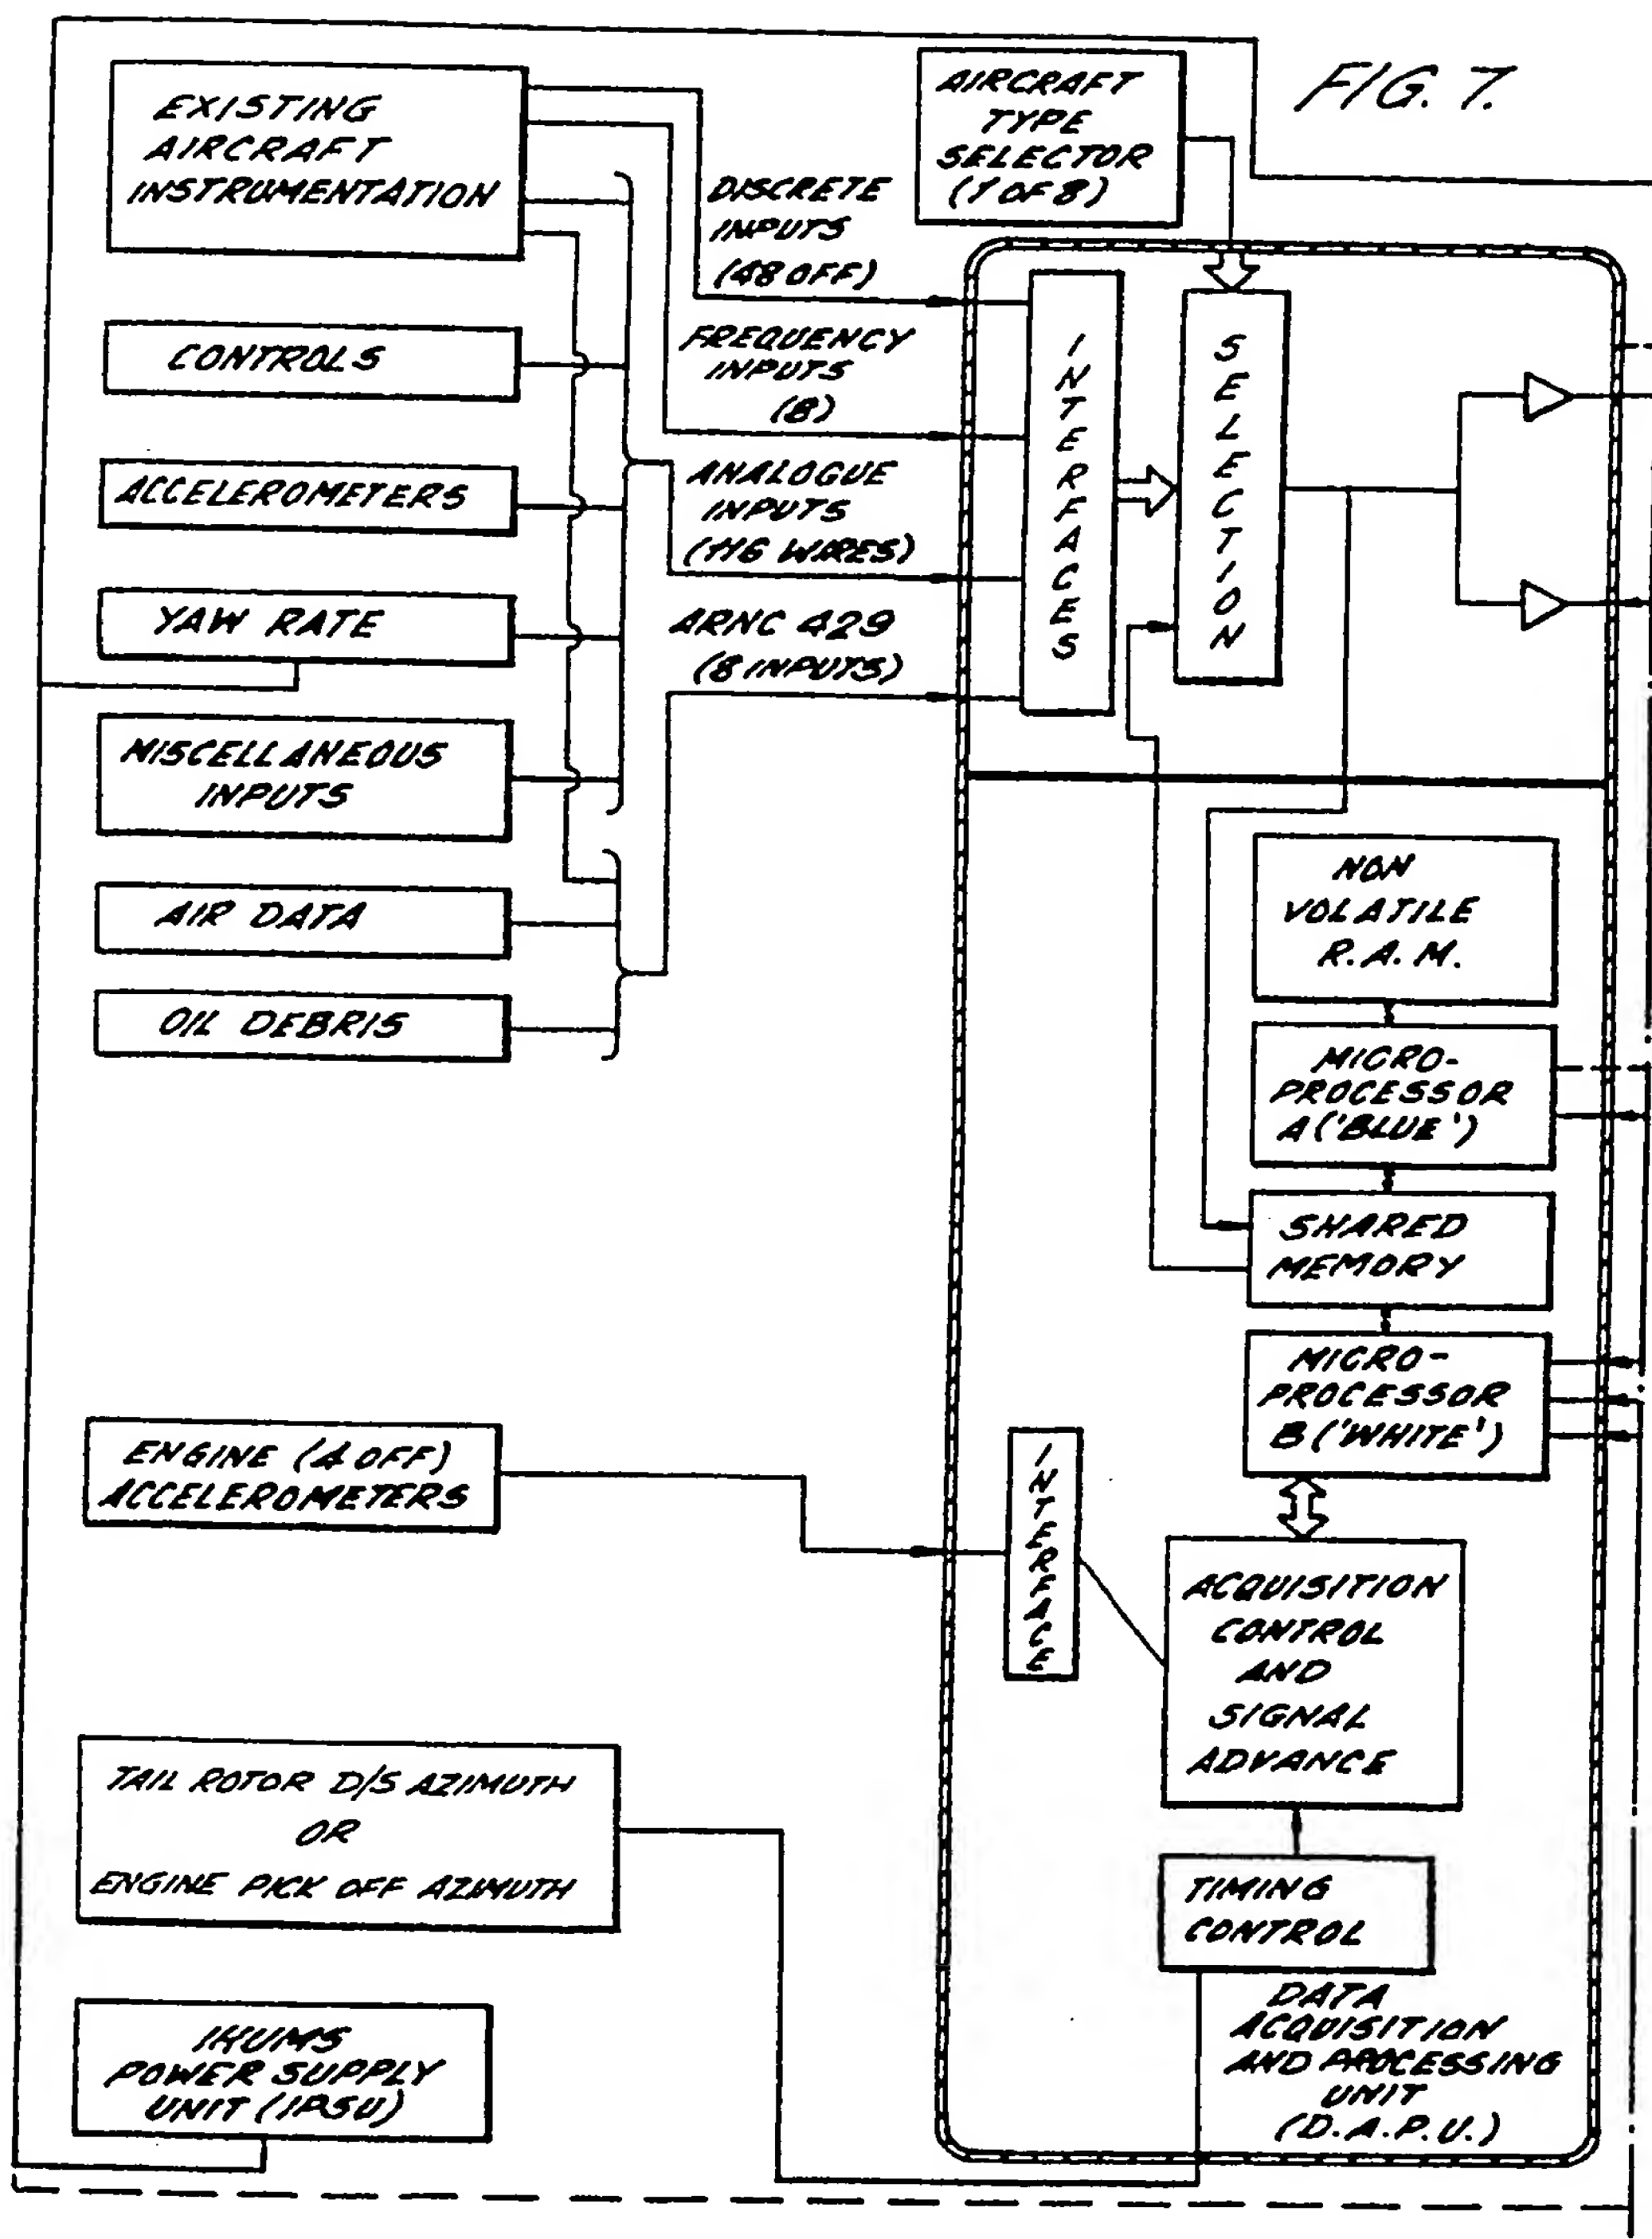 FIG. 7.
EXISTING
AIRCRAFT
INSTRUMENTATION
AIRCRAFT
TYPE
SELECTOR
(1 OF 8)
DISCRETE
INPUTS
(48 OFF)
CONTROLS
FREQUENCY
INPUTS
(8)
ACCELEROMETERS
ANALOGUE
INPUTS
(116 WIRES)
YAW RATE
ARNC 429
(8 INPUTS)
INTERFACES
SELECTION
MISCELLANEOUS
INPUTS
AIR DATA
OIL DEBRIS
NON
VOLATILE
R.A.M.
MICRO-
PROCESSOR
A ('BLUE')
SHARED
MEMORY
MICRO-
PROCESSOR
B ('WHITE')
ENGINE (4 OFF)
ACCELEROMETERS
INTERFACE
ACQUISITION
CONTROL
AND
SIGNAL
ADVANCE
TAIL ROTOR D/S AZIMUTH
OR
ENGINE PICK OFF AZIMUTH
TIMING
CONTROL
IHUMS
POWER SUPPLY
UNIT (IPSU)
DATA
ACQUISITION
AND PROCESSING
UNIT
(D.A.P.U.)